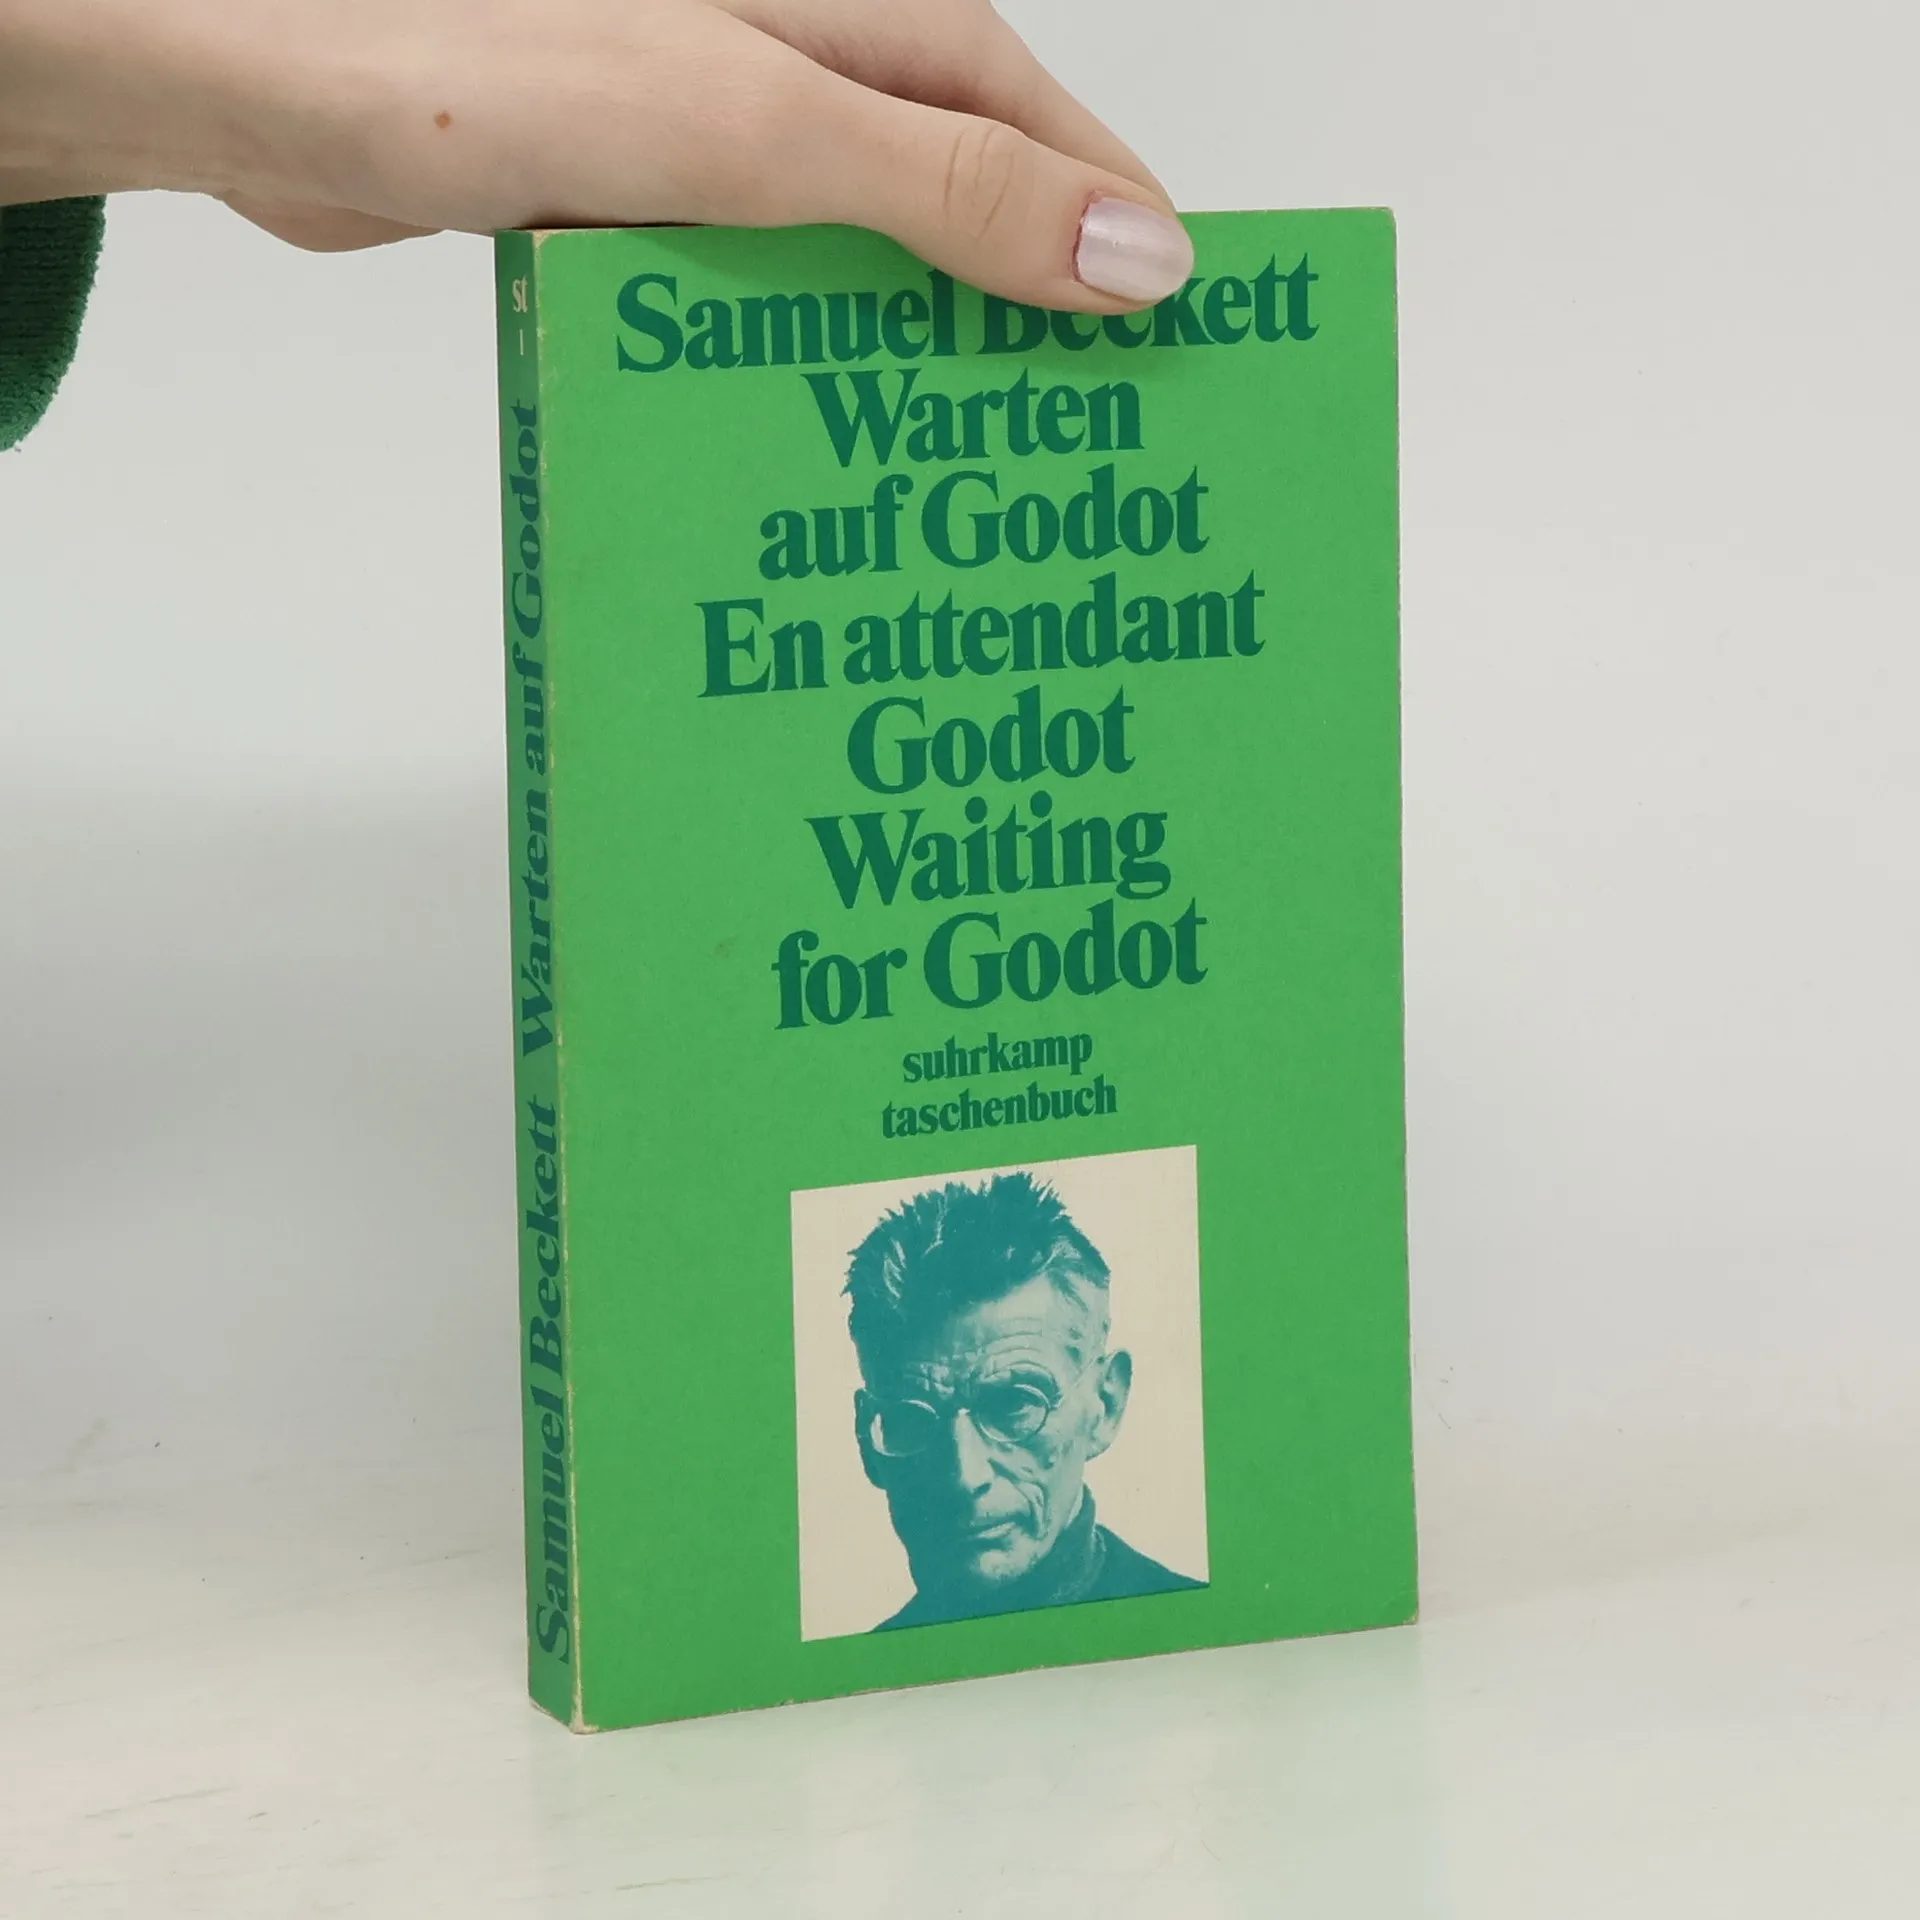 Samuel Beckett
Warten
auf Godot
En attendant
Godot
Waiting
for Godot
suhrkamp
taschenbuch
st
1
Samuel Beckett Warten auf Godot